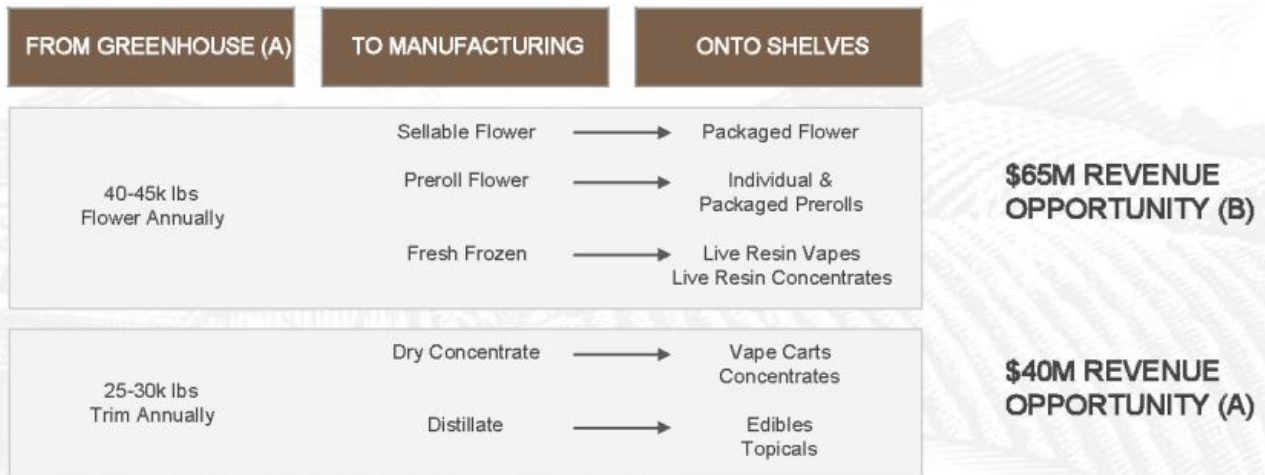 FROM GREENHOUSE (A)
TO MANUFACTURING
ONTO SHELVES
40-45k lbs
Flower Annually
Sellable Flower
Packaged Flower
Preroll Flower
Individual &
Packaged Prerolls
Fresh Frozen
Live Resin Vapes
Live Resin Concentrates
$65M REVENUE
OPPORTUNITY (B)
25-30k lbs
Trim Annually
Dry Concentrate
Vape Carts
Concentrates
Distillate
Edibles
Topicals
$40M REVENUE
OPPORTUNITY (A)